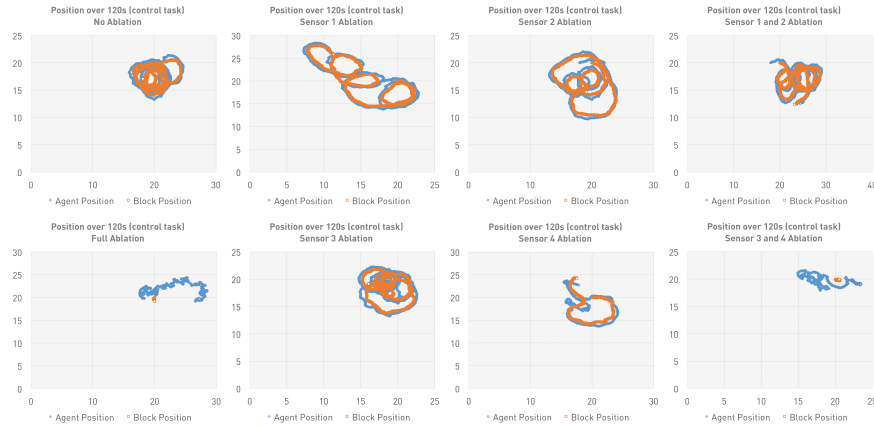 Position over 120s (control task)
No Ablation
25
20
15
10
5
0
0 10 20 30
Agent Position Block Position
Position over 120s (control task)
Sensor 1 Ablation
30
25
20
15
10
5
0
0 5 10 15 20 25
Agent Position Block Position
Position over 120s (control task)
Sensor 2 Ablation
25
20
15
10
5
0
0 10 20 30
Agent Position Block Position
Position over 120s (control task)
Sensor 1 and 2 Ablation
25
20
15
10
5
0
0 10 20 30 40
Agent Position Block Position
Position over 120s (control task)
Full Ablation
30
25
20
15
10
5
0
0 10 20 30
Agent Position Block Position
Position over 120s (control task)
Sensor 3 Ablation
25
20
15
10
5
0
0 5 10 15 20 25
Agent Position Block Position
Position over 120s (control task)
Sensor 4 Ablation
30
25
20
15
10
5
0
0 10 20 30
Agent Position Block Position
Position over 120s (control task)
Sensor 3 and 4 Ablation
25
20
15
10
5
0
0 5 10 15 20 25
Agent Position Block Position